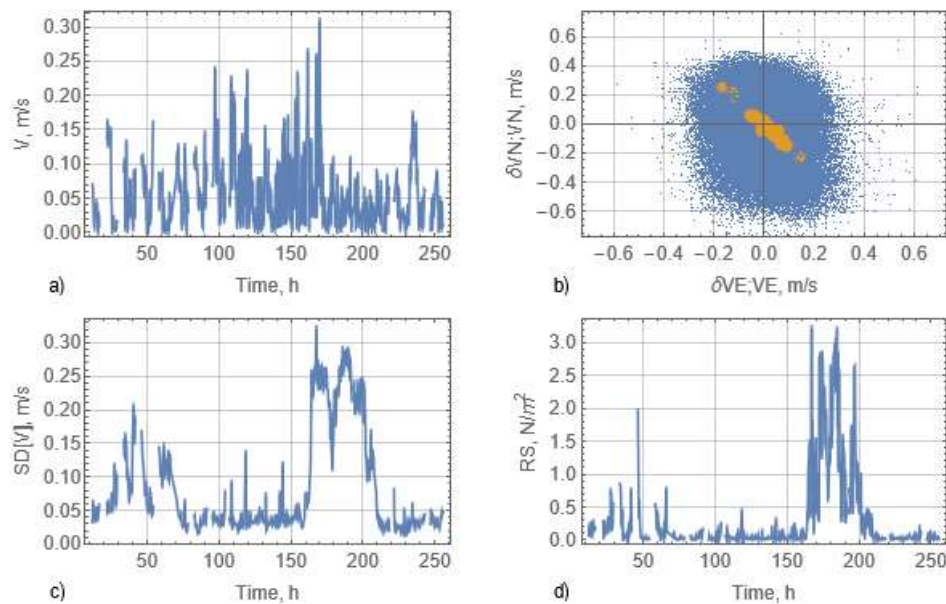 0.30
0.25
0.20
0.15
0.10
0.05
0.00
V, m/s
50 100 150 200 250
Time, h
a)
0.6
0.4
0.2
0.0
−0.2
−0.4
−0.6
δVN;VN, m/s
−0.6 −0.4 −0.2 0.0 0.2 0.4 0.6
δVE;VE, m/s
b)
0.30
0.25
0.20
0.15
0.10
0.05
0.00
SD[V], m/s
50 100 150 200 250
Time, h
c)
3.0
2.5
2.0
1.5
1.0
0.5
0.0
RS, N/m²
50 100 150 200 250
Time, h
d)